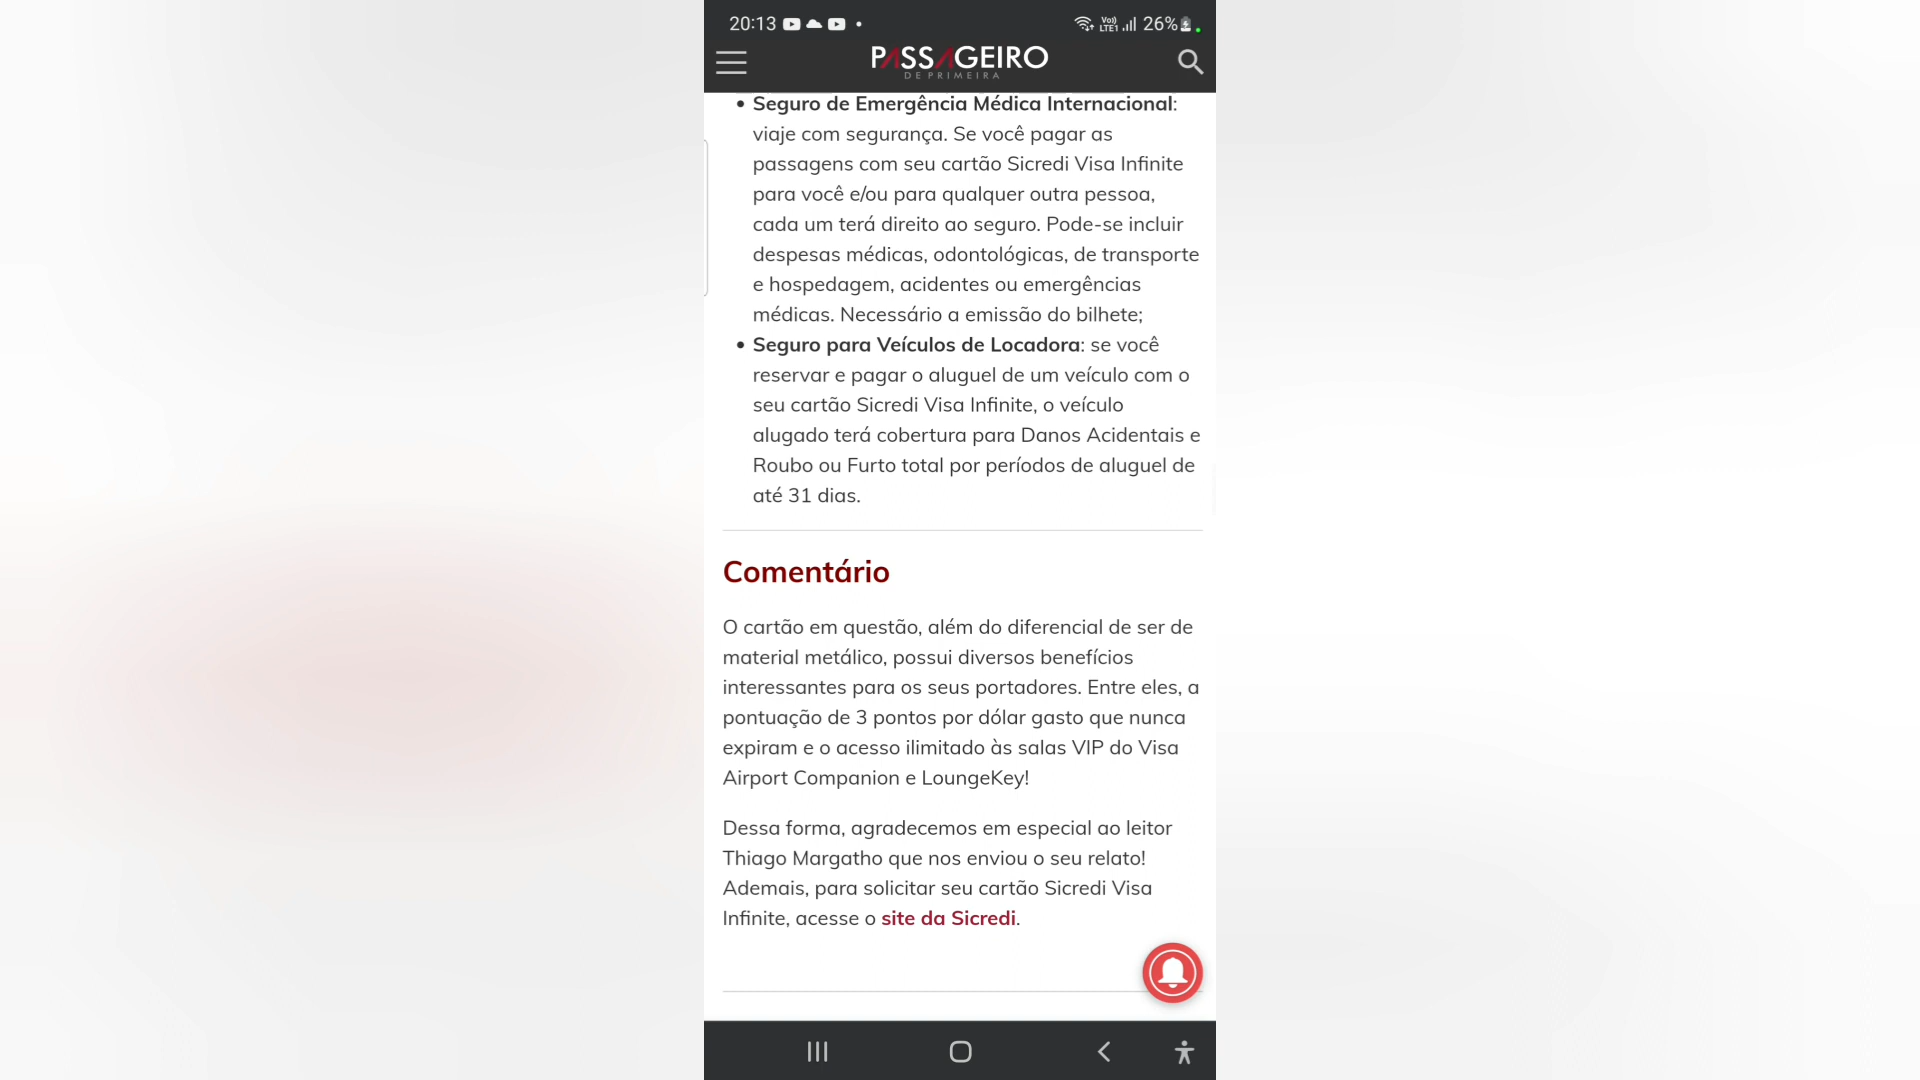 20:13
Vo))
LTE1
26%
PASSAGEIRO
DE PRIMEIRA
• Seguro de Emergência Médica Internacional:
viaje com segurança. Se você pagar as
passagens com seu cartão Sicredi Visa Infinite
para você e/ou para qualquer outra pessoa,
cada um terá direito ao seguro. Pode-se incluir
despesas médicas, odontológicas, de transporte
e hospedagem, acidentes ou emergências
médicas. Necessário a emissão do bilhete;
• Seguro para Veículos de Locadora: se você
reservar e pagar o aluguel de um veículo com o
seu cartão Sicredi Visa Infinite, o veículo
alugado terá cobertura para Danos Acidentais e
Roubo ou Furto total por períodos de aluguel de
até 31 dias.
Comentário
O cartão em questão, além do diferencial de ser de
material metálico, possui diversos benefícios
interessantes para os seus portadores. Entre eles, a
pontuação de 3 pontos por dólar gasto que nunca
expiram e o acesso ilimitado às salas VIP do Visa
Airport Companion e LoungeKey!
Dessa forma, agradecemos em especial ao leitor
Thiago Margatho que nos enviou o seu relato!
Ademais, para solicitar seu cartão Sicredi Visa
Infinite, acesse o site da Sicredi.